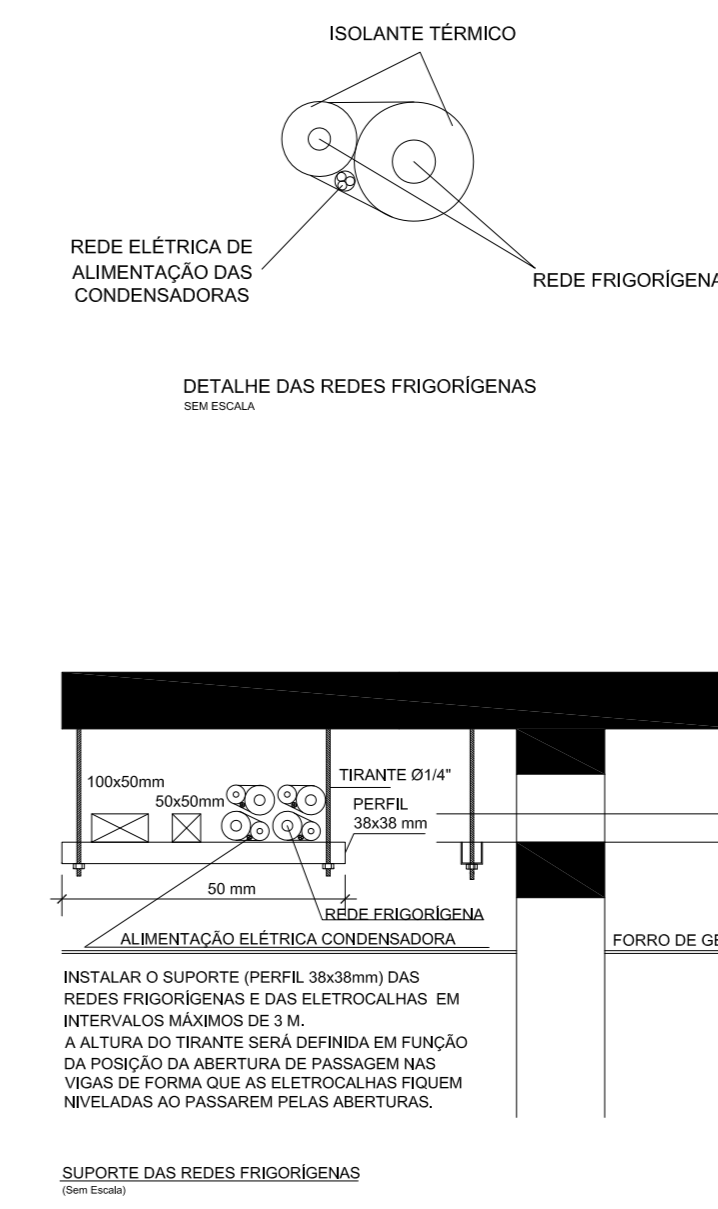 ISOLANTE TÉRMICO
REDE ELÉTRICA DE
ALIMENTAÇÃO DAS
CONDENSADORAS
REDE FRIGORÍGENA
DETALHE DAS REDES FRIGORÍGENAS
SEM ESCALA
100x50mm
50x50mm
TIRANTE Ø1/4"
PERFIL
38x38 mm
50 mm
REDE FRIGORÍGENA
ALIMENTAÇÃO ELÉTRICA CONDENSADORA
FORRO DE GE
INSTALAR O SUPORTE (PERFIL 38x38mm) DAS
REDES FRIGORÍGENAS E DAS ELETROCALHAS EM
INTERVALOS MÁXIMOS DE 3 M.
A ALTURA DO TIRANTE SERÁ DEFINIDA EM FUNÇÃO
DA POSIÇÃO DA ABERTURA DE PASSAGEM NAS
VIGAS DE FORMA QUE AS ELETROCALHAS FIQUEM
NIVELADAS AO PASSAREM PELAS ABERTURAS.
SUPORTE DAS REDES FRIGORÍGENAS
(Sem Escala)